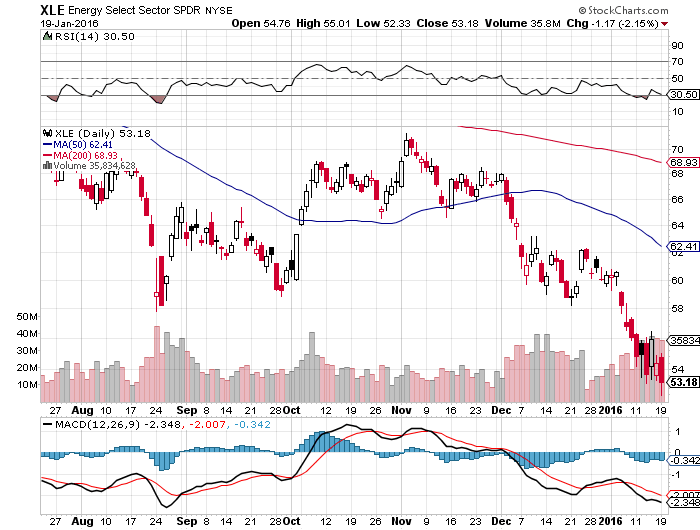 XLE Energy Select Sector SPDR NYSE © StockCharts.com
19-Jan-2016 Open 54.76 High 55.01 Low 52.33 Close 53.18 Volume 35.8M Chg -1.17 (-2.15%)
RSI(14) 30.50
90
70
50
30.50
10
XLE (Daily) 53.18
MA(50) 62.41
MA(200) 68.93
Volume 35,834,628
70
68.93
68
66
64
62.41
60
58
54
53.18
35834
50M
40M
30M
20M
10M
27 Aug 10 17 24 Sep 8 14 21 28 Oct 12 19 26 Nov 9 16 23 Dec 7 14 21 28 2016 11 19
MACD(12,26,9) -2.348, -2.007, -0.342
1
0
-0.342
-1
-2.007
-2.348
27 Aug 10 17 24 Sep 8 14 21 28 Oct 12 19 26 Nov 9 16 23 Dec 7 14 21 28 2016 11 19